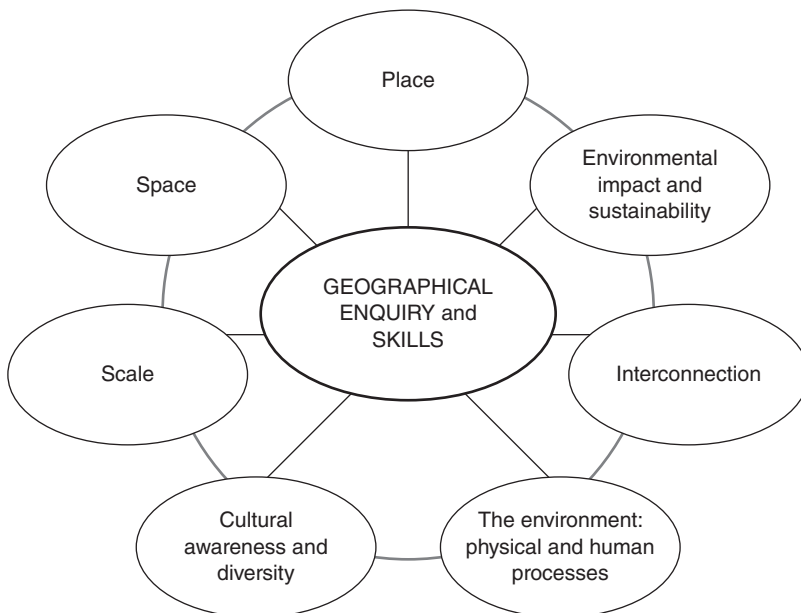 Place
Environmental
impact and
sustainability
Space
GEOGRAPHICAL
ENQUIRY and
SKILLS
Scale
Interconnection
Cultural
awareness and
diversity
The environment:
physical and human
processes